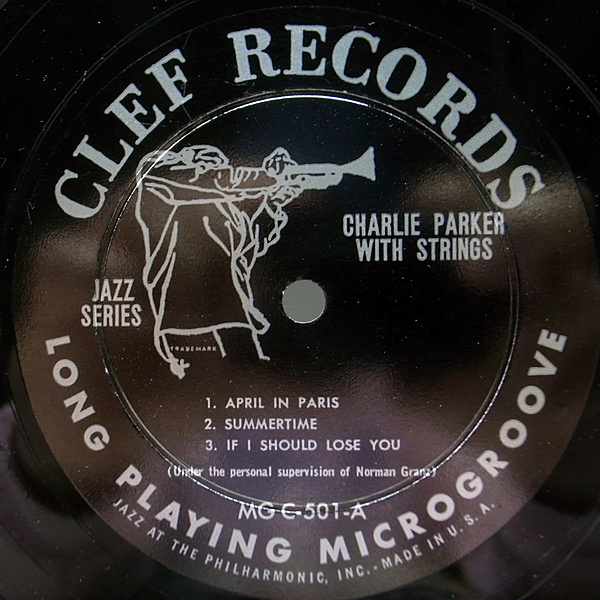 CLEF RECORDS
CHARLIE PARKER
WITH STRINGS
JAZZ
SERIES
TRADEMARK
1. APRIL IN PARIS
2. SUMMERTIME
3. IF I SHOULD LOSE YOU
(Under the personal supervision of Norman Granz)
MG C-501-A
LONG PLAYING MICROGROOVE
JAZZ AT THE PHILHARMONIC, INC. - MADE IN U. S. A.